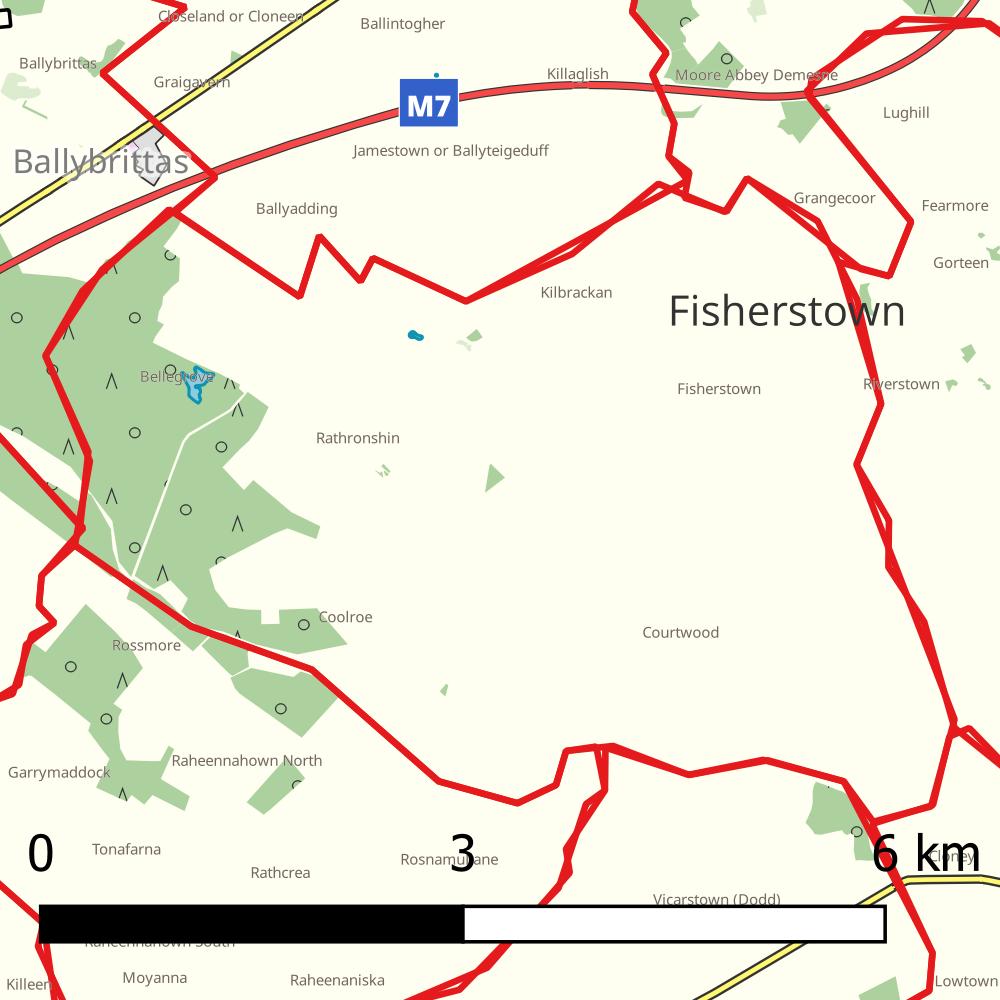 Closeland or Cloneen
Ballintogher
Ballybrittas
Graigavern
Killaglish
Moore Abbey Demesne
M7
Lughill
Jamestown or Ballyteigeduff
Ballybrittas
Ballyadding
Grangecoor
Fearmore
Gorteen
Kilbrackan
Fisherstown
Bellegrove
Fisherstown
Riverstown
Rathronshin
Coolroe
Courtwood
Rossmore
Raheennahown North
Garrymaddock
0 3 6 km
Tonafarna
Rosnamullane
Cloney
Rathcrea
Vicarstown (Dodd)
Raheennahown South
Moyanna
Raheenaniska
Killeen
Lowtown